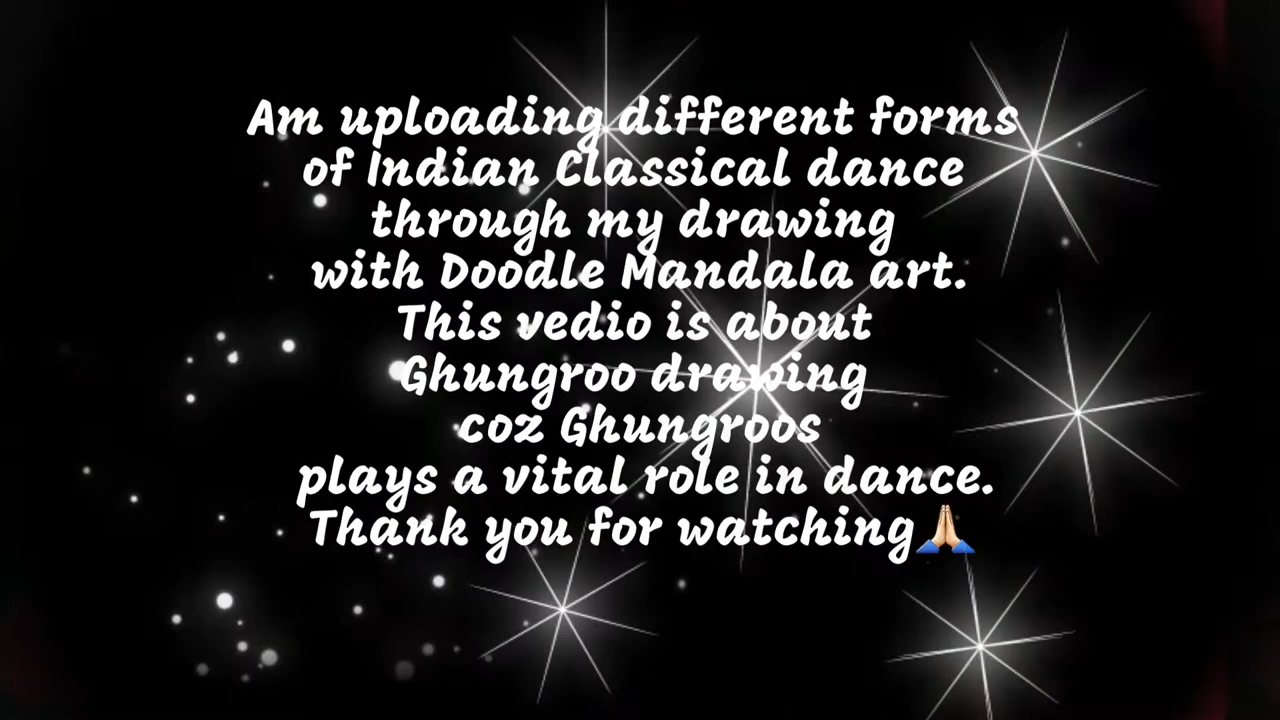 Am uploading different forms
of Indian Classical dance
through my drawing
with Doodle Mandala art.
This vedio is about
Ghungroo drawing
coz Ghungroos
plays a vital role in dance.
Thank you for watching🙏🏻